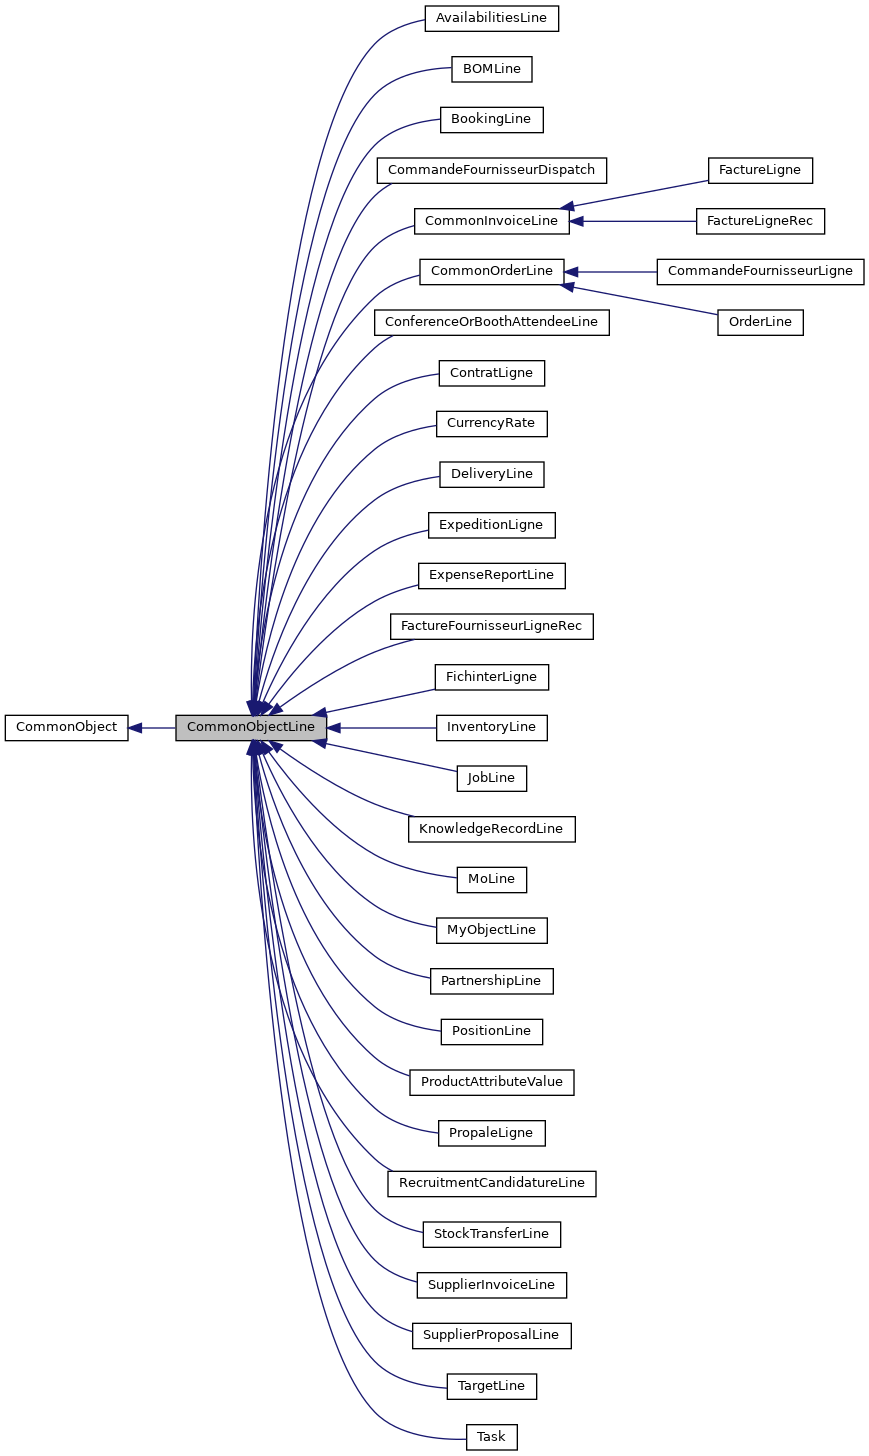 AvailabilitiesLine
BOMLine
BookingLine
CommandeFournisseurDispatch
FactureLigne
CommonInvoiceLine
FactureLigneRec
CommonOrderLine
CommandeFournisseurLigne
ConferenceOrBoothAttendeeLine
OrderLine
ContratLigne
CurrencyRate
DeliveryLine
ExpeditionLigne
ExpenseReportLine
FactureFournisseurLigneRec
FichinterLigne
CommonObject
CommonObjectLine
InventoryLine
JobLine
KnowledgeRecordLine
MoLine
MyObjectLine
PartnershipLine
PositionLine
ProductAttributeValue
PropaleLigne
RecruitmentCandidatureLine
StockTransferLine
SupplierInvoiceLine
SupplierProposalLine
TargetLine
Task